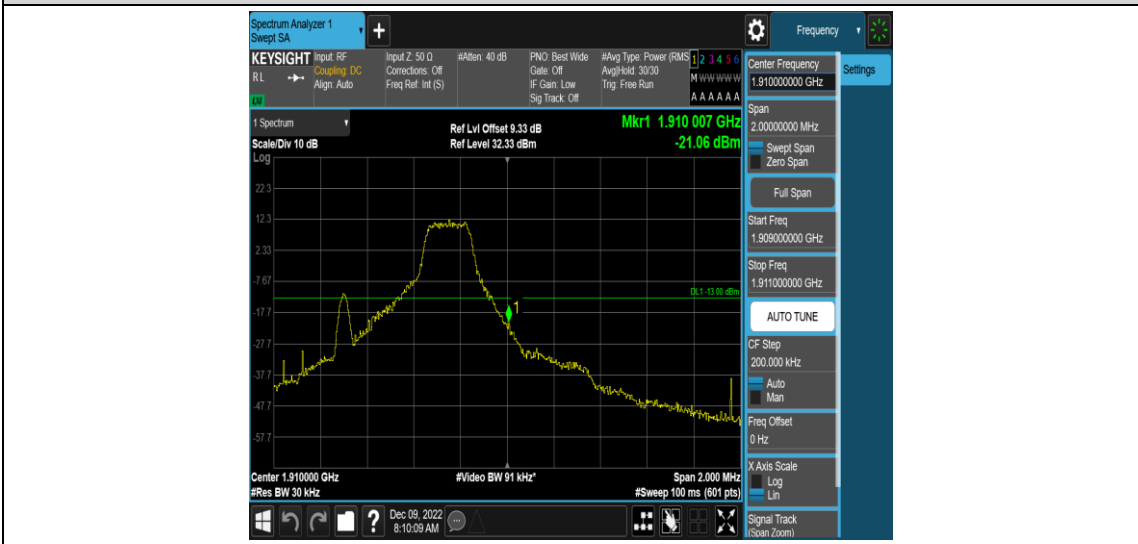 Spectrum Analyzer 1
Swept SA
+
Frequency
KEYSIGHT
RL
LXI
Input: RF
Coupling: DC
Align: Auto
Input Z: 50 Ω
Corrections: Off
Freq Ref: Int (S)
#Atten: 40 dB
PNO: Best Wide
Gate: Off
IF Gain: Low
Sig Track: Off
#Avg Type: Power (RMS
Avg|Hold: 30/30
Trig: Free Run
1 2 3 4 5 6
M W W W W W
A A A A A A
1 Spectrum
Scale/Div 10 dB
Log
Ref Lvl Offset 9.33 dB
Ref Level 32.33 dBm
Mkr1 1.910 007 GHz
-21.06 dBm
22.3
12.3
2.33
-7.67
-17.7
-27.7
-37.7
-47.7
-57.7
DL1 -13.00 dBm
1
Center 1.910000 GHz
#Res BW 30 kHz
#Video BW 91 kHz*
Span 2.000 MHz
#Sweep 100 ms (601 pts)
Dec 09, 2022
8:10:09 AM
?
Center Frequency
1.910000000 GHz
Settings
Span
2.00000000 MHz
Swept Span
Zero Span
Full Span
Start Freq
1.909000000 GHz
Stop Freq
1.911000000 GHz
AUTO TUNE
CF Step
200.000 kHz
Auto
Man
Freq Offset
0 Hz
X Axis Scale
Log
Lin
Signal Track
(Span Zoom)